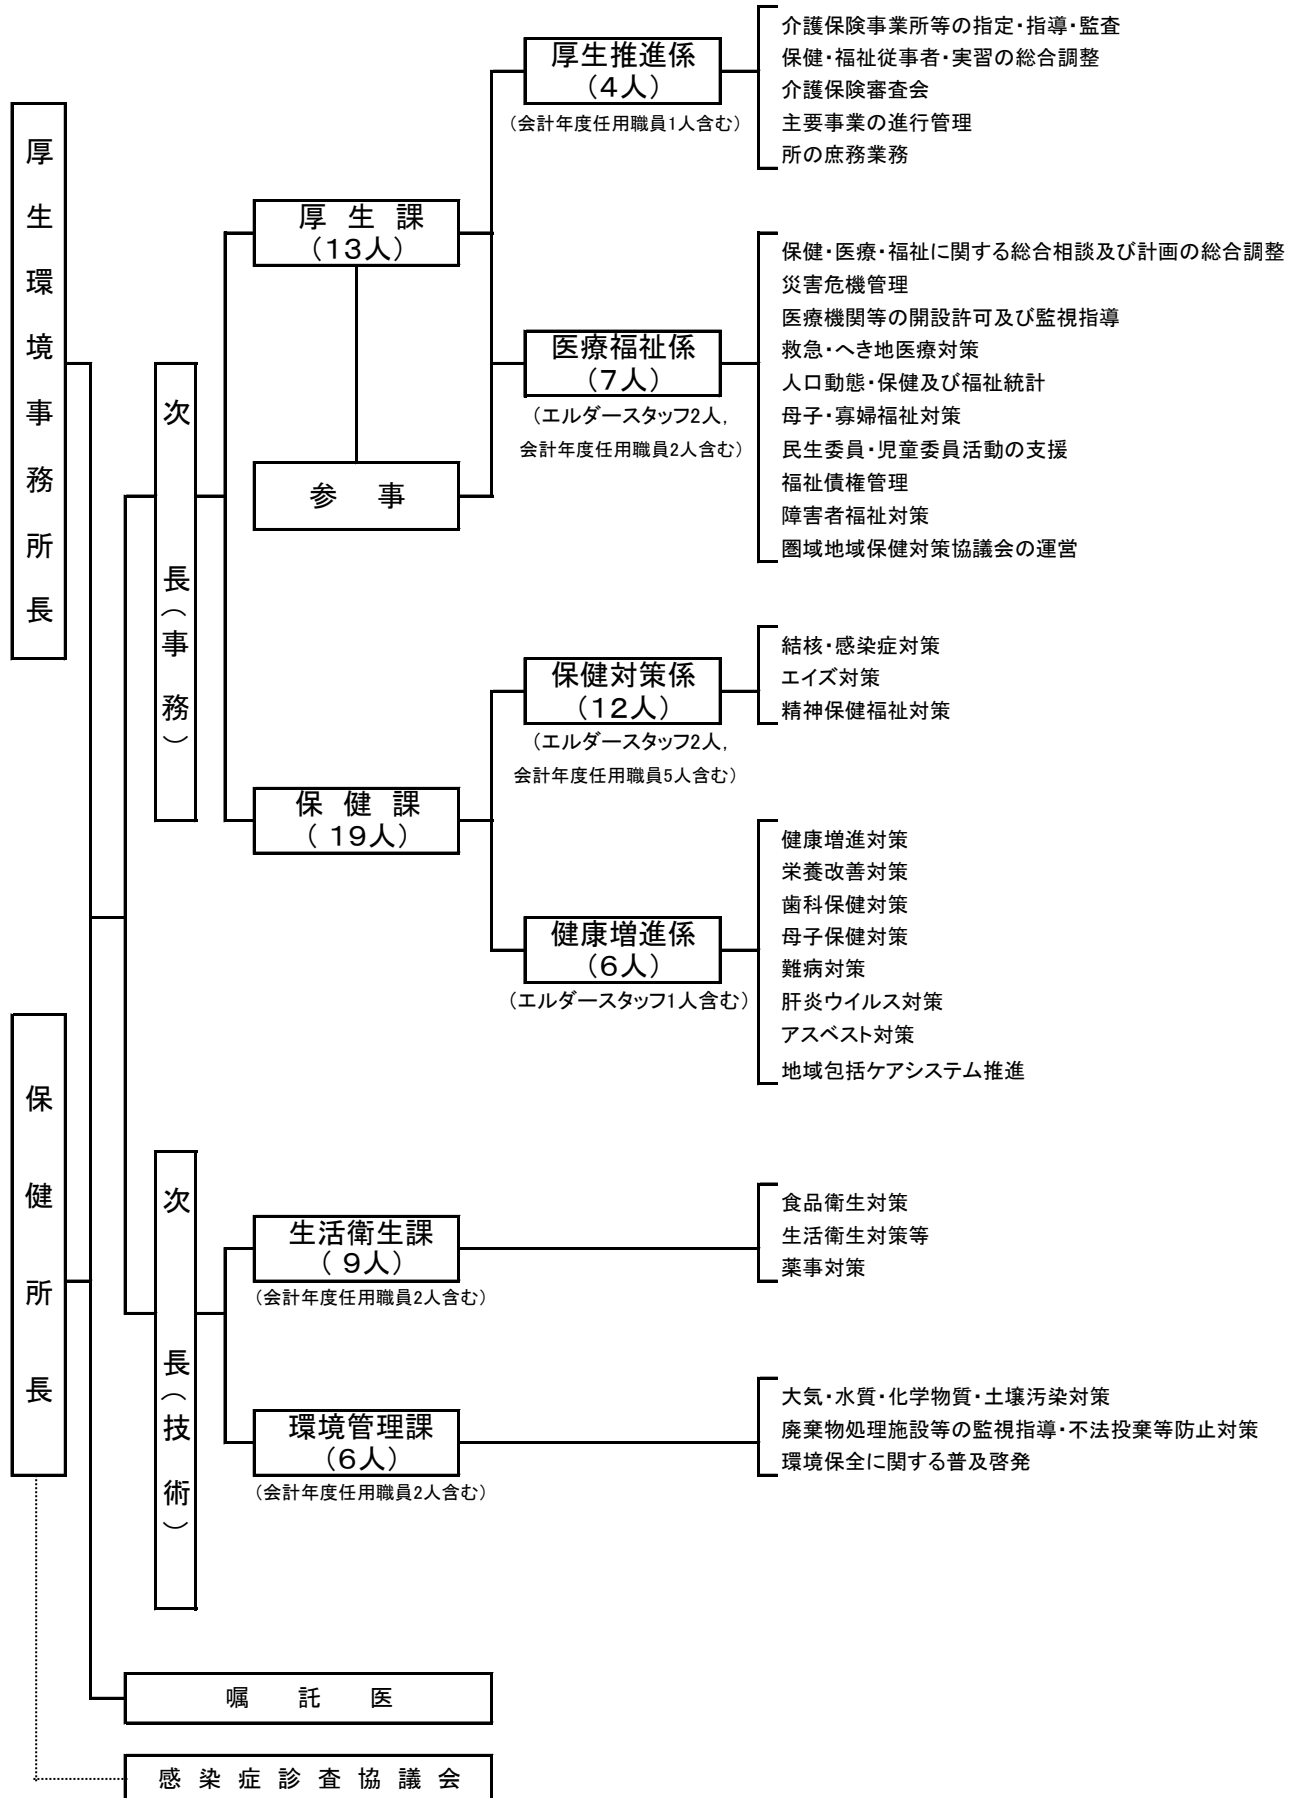 厚生環境事務所長
保健所長
次長（事務）
次長（技術）
厚生課
（13人）
参事
保健課
（ 19人）
生活衛生課
（ 9人）
（会計年度任用職員2人含む）
環境管理課
（6人）
（会計年度任用職員2人含む）
嘱託医
感染症診査協議会
厚生推進係
（4人）
（会計年度任用職員1人含む）
医療福祉係
（7人）
（エルダースタッフ2人，
会計年度任用職員2人含む）
保健対策係
（12人）
（エルダースタッフ2人，
会計年度任用職員5人含む）
健康増進係
（6人）
（エルダースタッフ1人含む）
介護保険事業所等の指定・指導・監査
保健・福祉従事者・実習の総合調整
介護保険審査会
主要事業の進行管理
所の庶務業務
保健・医療・福祉に関する総合相談及び計画の総合調整
災害危機管理
医療機関等の開設許可及び監視指導
救急・へき地医療対策
人口動態・保健及び福祉統計
母子・寡婦福祉対策
民生委員・児童委員活動の支援
福祉債権管理
障害者福祉対策
圏域地域保健対策協議会の運営
結核・感染症対策
エイズ対策
精神保健福祉対策
健康増進対策
栄養改善対策
歯科保健対策
母子保健対策
難病対策
肝炎ウイルス対策
アスベスト対策
地域包括ケアシステム推進
食品衛生対策
生活衛生対策等
薬事対策
大気・水質・化学物質・土壌汚染対策
廃棄物処理施設等の監視指導・不法投棄等防止対策
環境保全に関する普及啓発